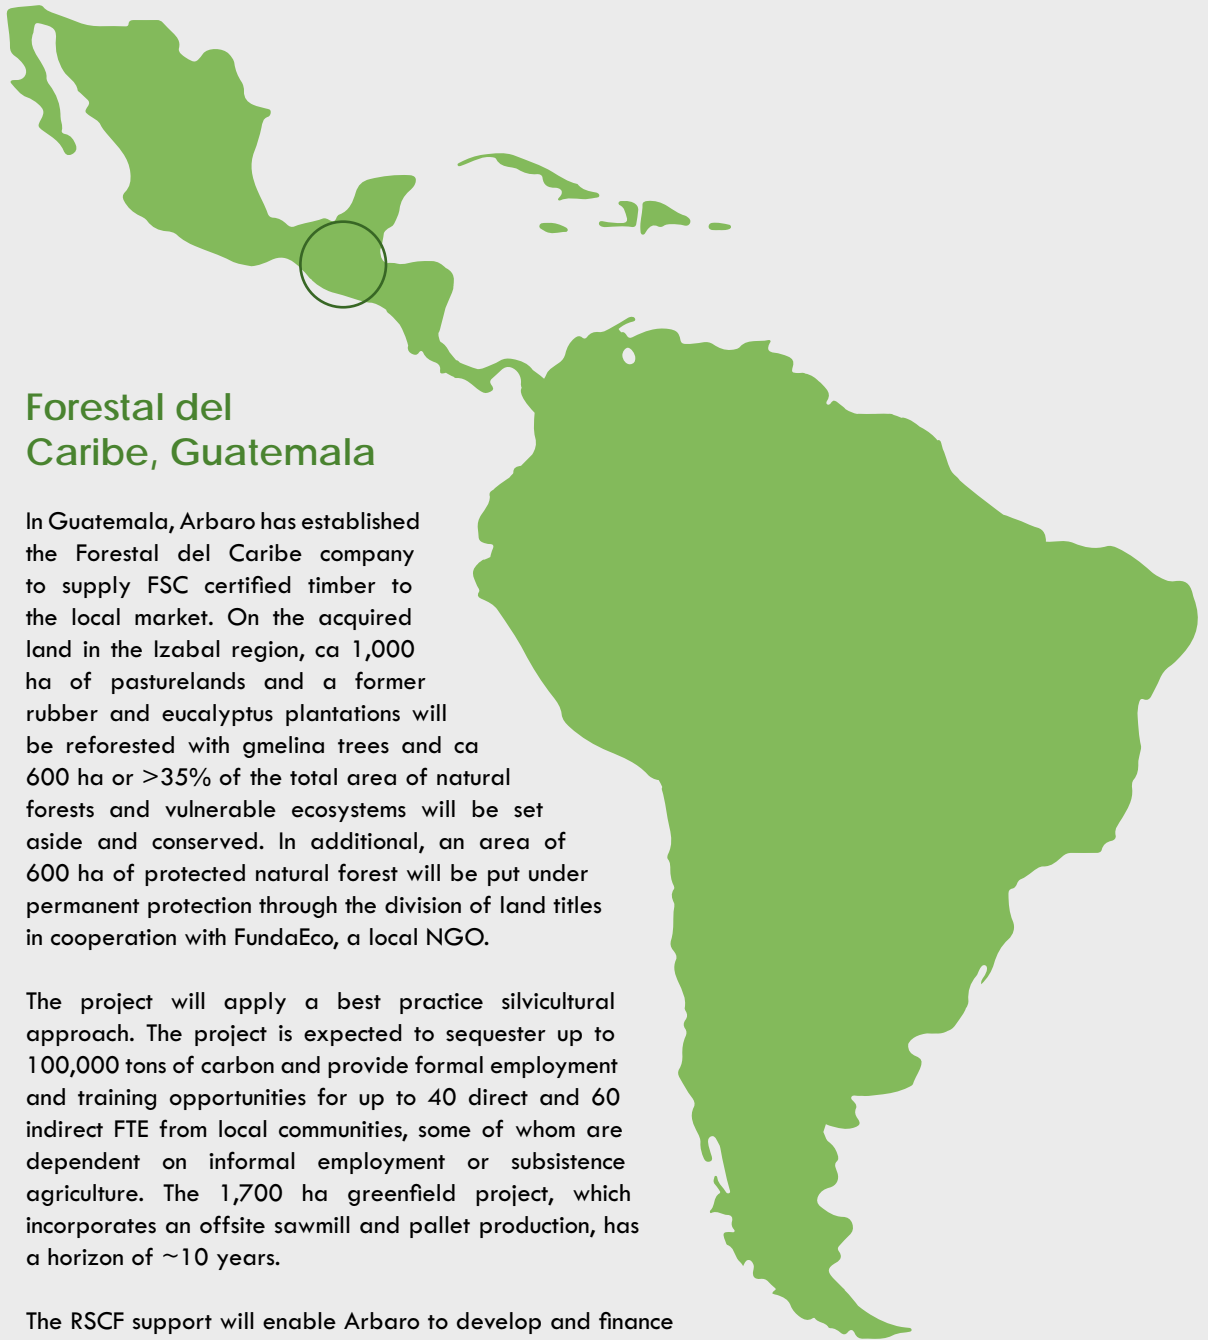 Forestal del
Caribe, Guatemala
In Guatemala, Arbaro has established
the Forestal del Caribe company
to supply FSC certified timber to
the local market. On the acquired
land in the Izabal region, ca 1,000
ha of pasturelands and a former
rubber and eucalyptus plantations will
be reforested with gmelina trees and ca
600 ha or >35% of the total area of natural
forests and vulnerable ecosystems will be set
aside and conserved. In additional, an area of
600 ha of protected natural forest will be put under
permanent protection through the division of land titles
in cooperation with FundaEco, a local NGO.
The project will apply a best practice silvicultural
approach. The project is expected to sequester up to
100,000 tons of carbon and provide formal employment
and training opportunities for up to 40 direct and 60
indirect FTE from local communities, some of whom are
dependent on informal employment or subsistence
agriculture. The 1,700 ha greenfield project, which
incorporates an offsite sawmill and pallet production, has
a horizon of ~10 years.
The RSCF support will enable Arbaro to develop and finance